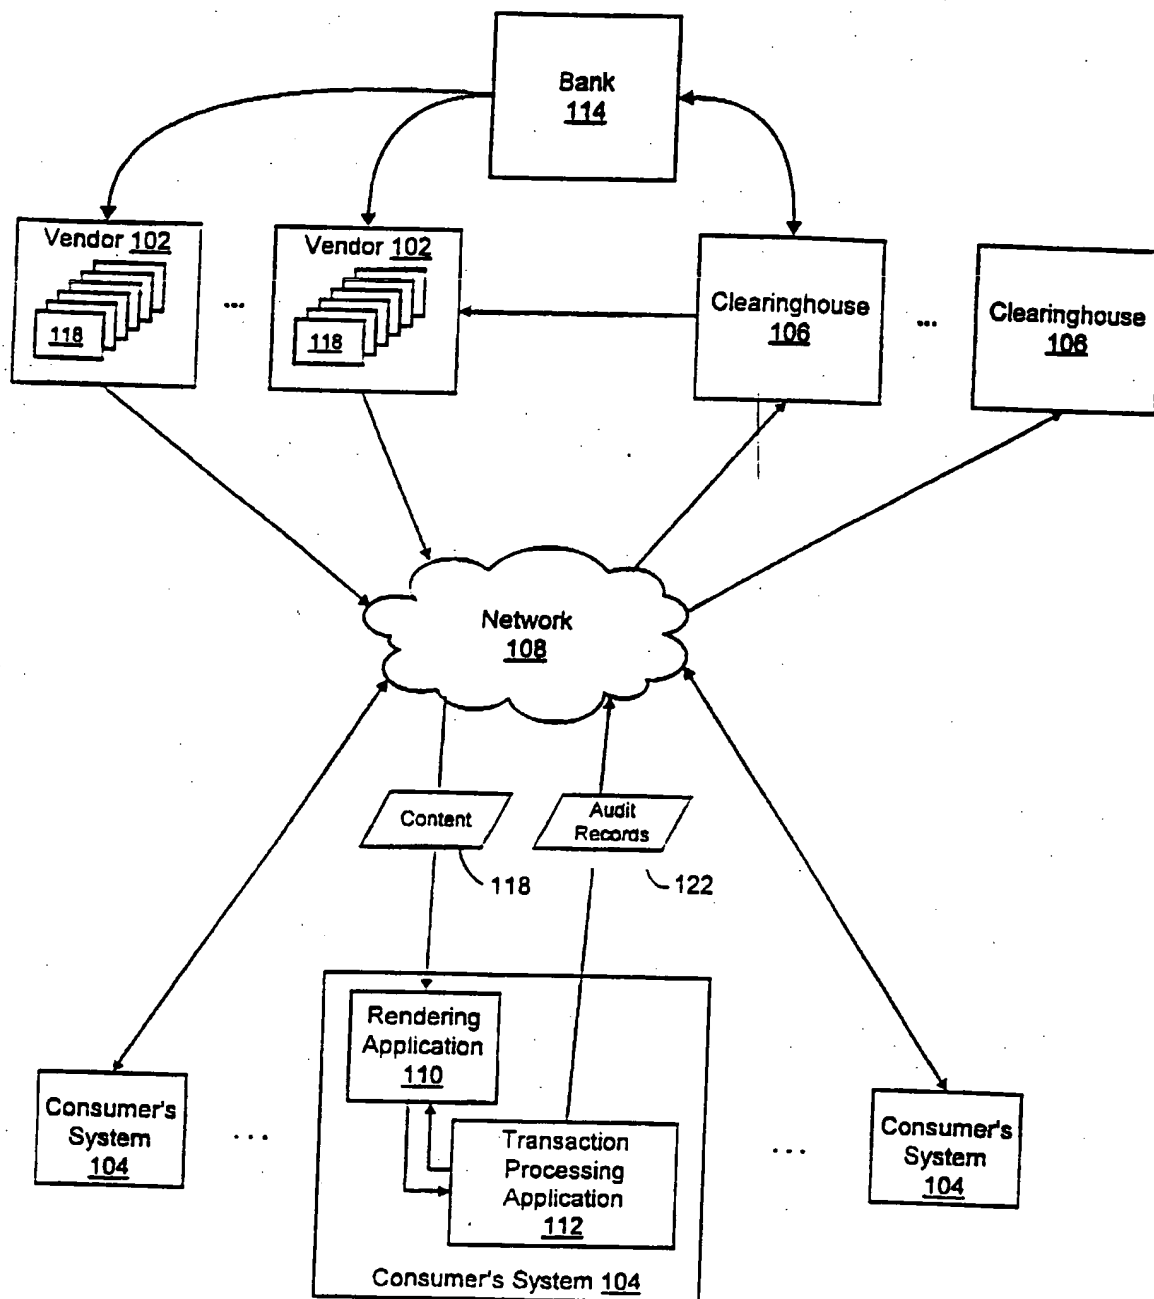 Bank
114
Vendor 102
118
...
Vendor 102
118
Clearinghouse
106
...
Clearinghouse
106
Network
108
Content
118
Audit
Records
122
Rendering
Application
110
Transaction
Processing
Application
112
Consumer's System 104
Consumer's
System
104
...
...
Consumer's
System
104